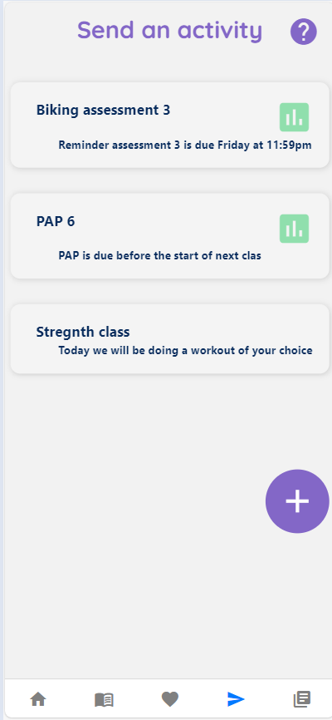 Send an activity
?
Biking assessment 3
Reminder assessment 3 is due Friday at 11:59pm
PAP 6
PAP is due before the start of next clas
Stregnth class
Today we will be doing a workout of your choice
+